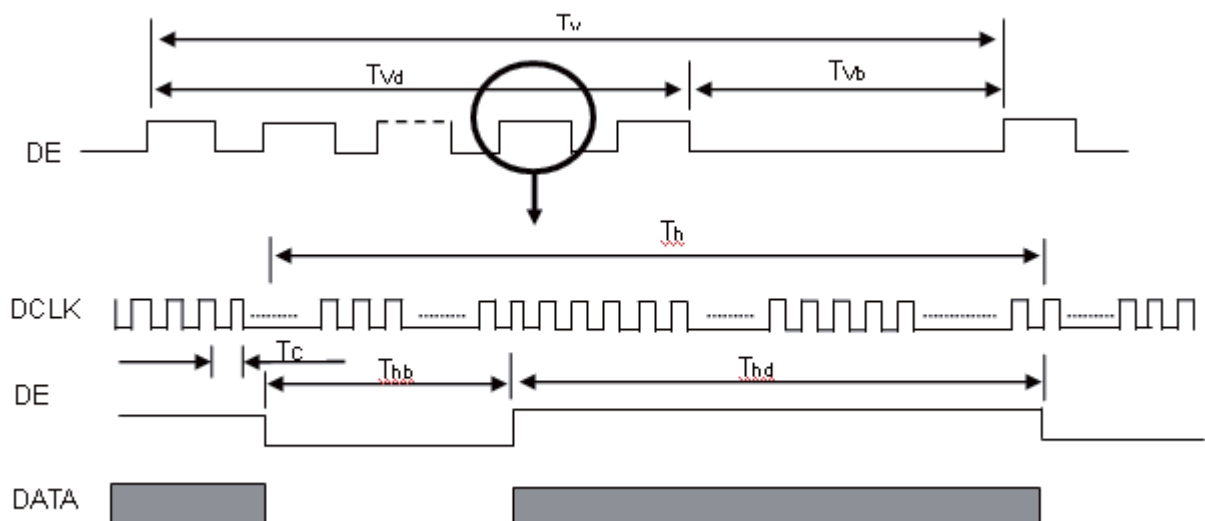 Tv
Tvd
Tvb
DE
Th
DCLK
Tc
Thb
Thd
DE
DATA